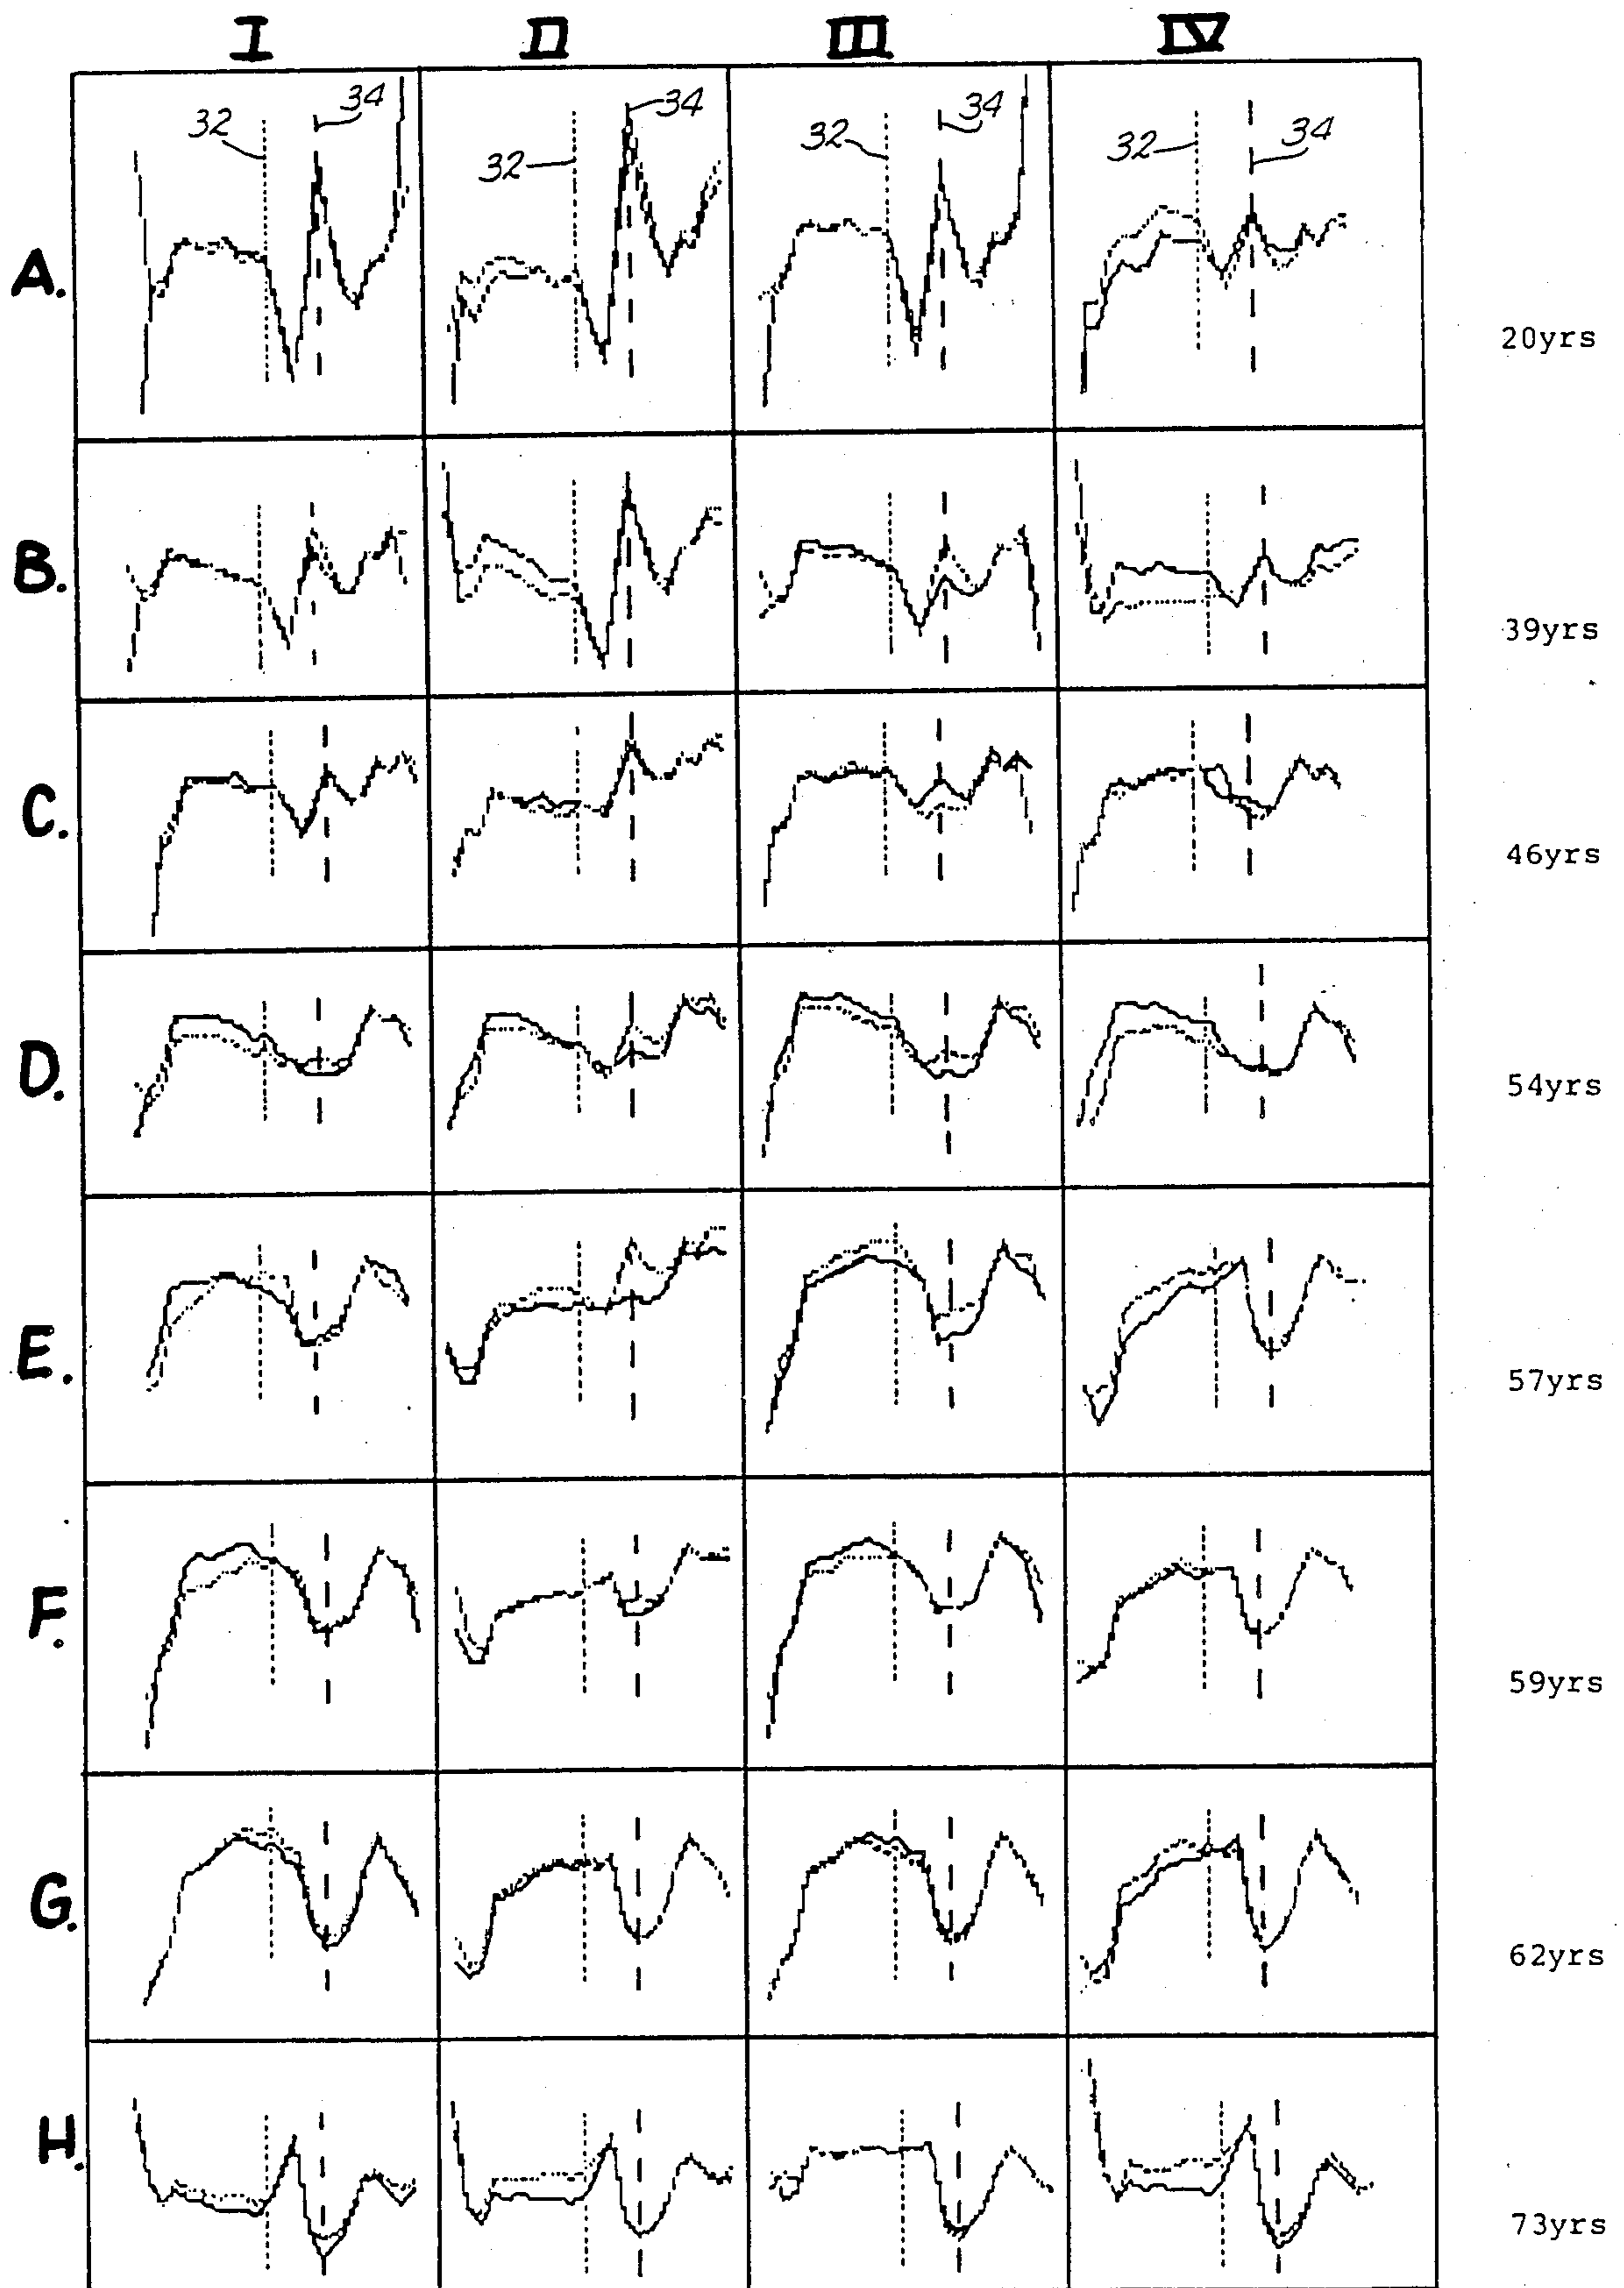 I II III IV
32 34 32 34 32 34 32 34
A. 20yrs
B. 39yrs
C. 46yrs
D. 54yrs
E. 57yrs
F. 59yrs
G. 62yrs
H. 73yrs